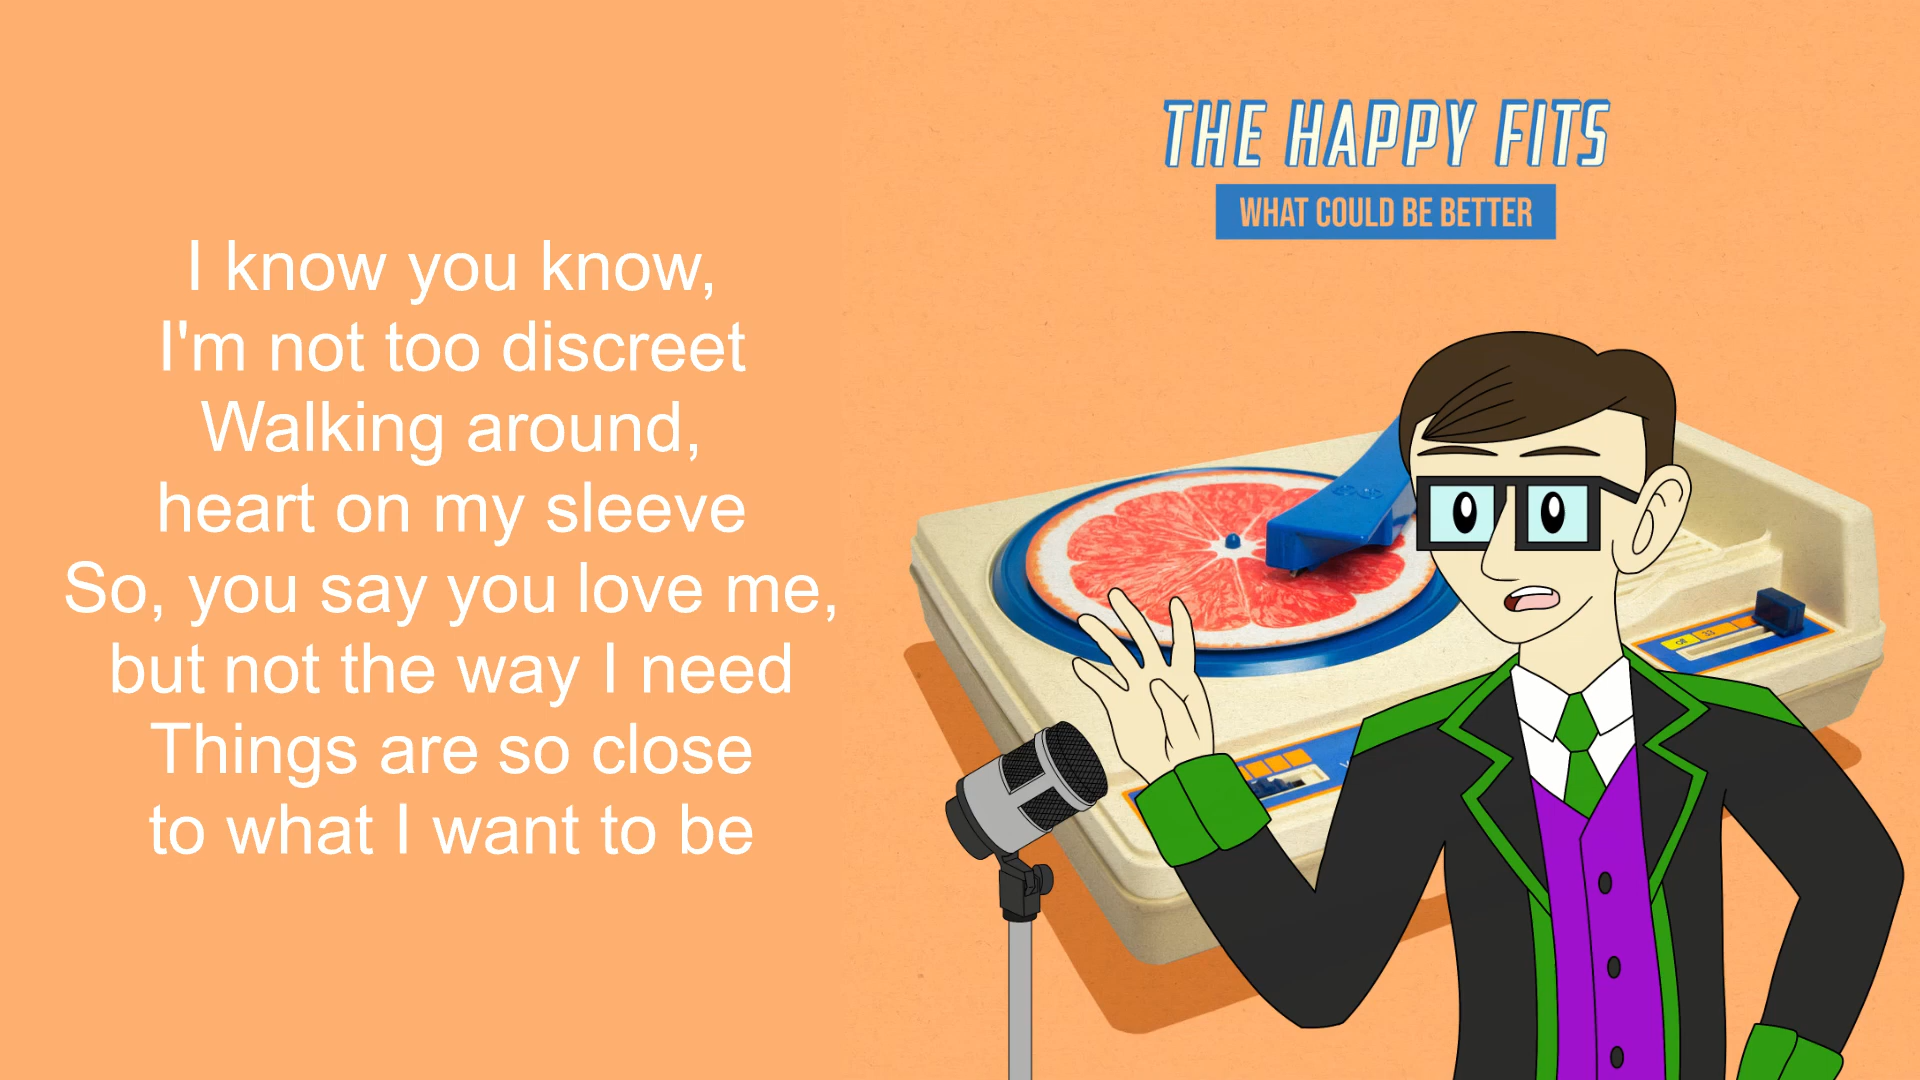 THE HAPPY FITS
WHAT COULD BE BETTER
I know you know,
I'm not too discreet
Walking around,
heart on my sleeve
So, you say you love me,
but not the way I need
Things are so close
to what I want to be
33